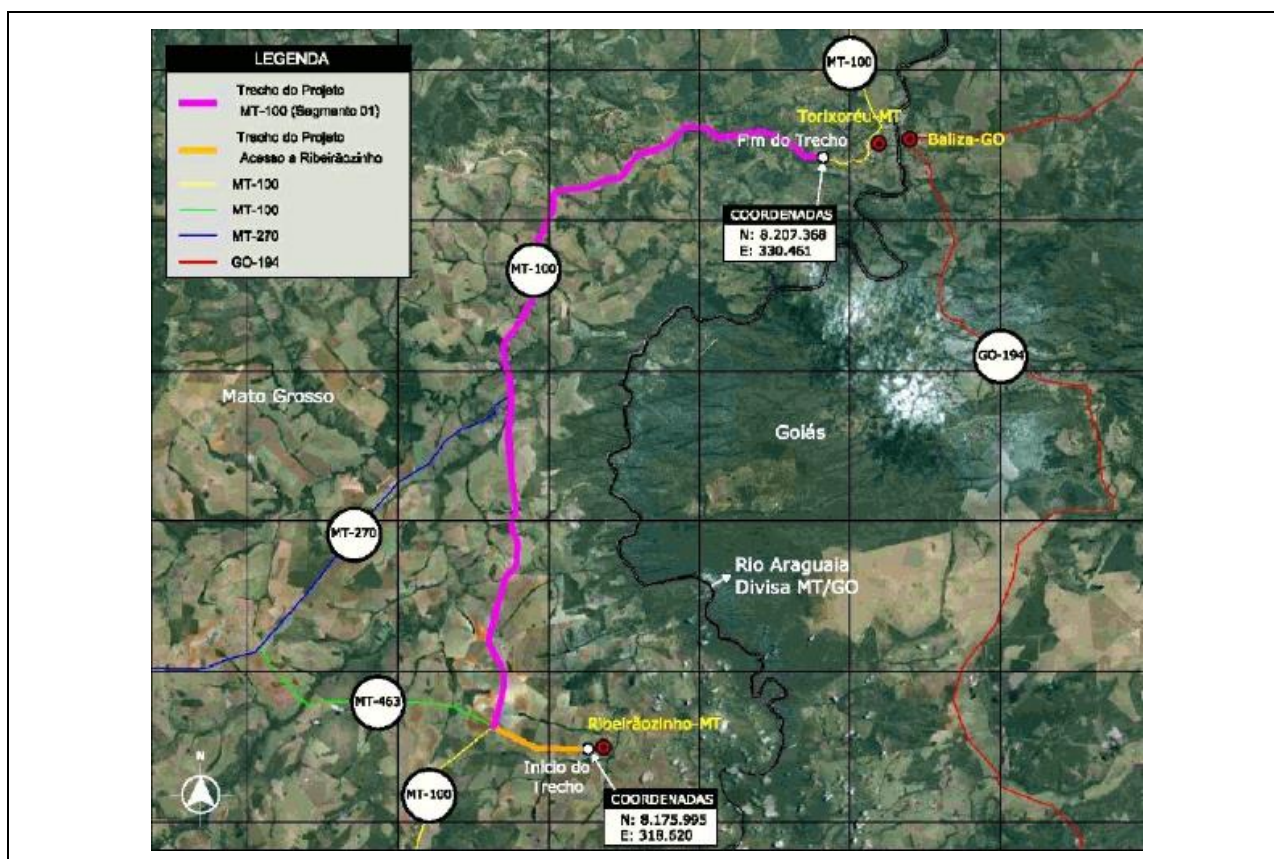 LEGENDA
Trecho do Projeto
MT-100 (Segmento 01)
Trecho do Projeto
Acesso a Ribeirãozinho
MT-100
MT-100
MT-270
GO-194
MT-100
Torixoréu-MT
Fim do Trecho
Baliza-GO
COORDENADAS
N: 8.207.368
E: 330.461
MT-100
GO-194
Mato Grosso
Goiás
MT-270
Rio Araguaia
Divisa MT/GO
MT-463
Ribeirãozinho-MT
Início do
Trecho
MT-100
COORDENADAS
N: 8.175.995
E: 318.620
N